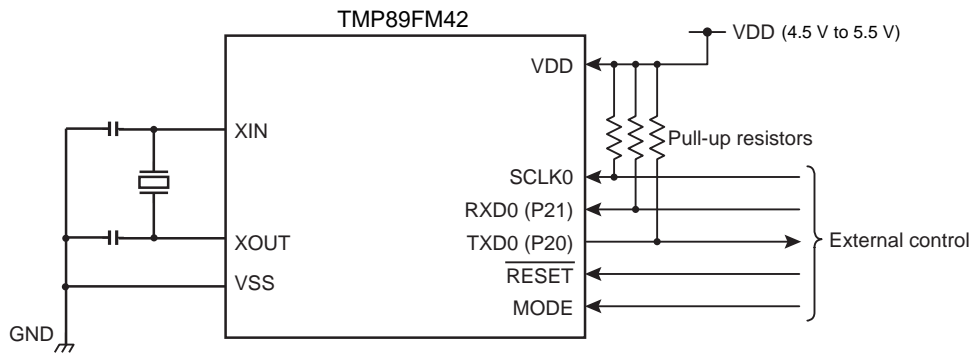 TMP89FM42
VDD (4.5 V to 5.5 V)
VDD
XIN
Pull-up resistors
SCLK0
RXD0 (P21)
TXD0 (P20)
External control
XOUT
RESET
VSS
MODE
GND